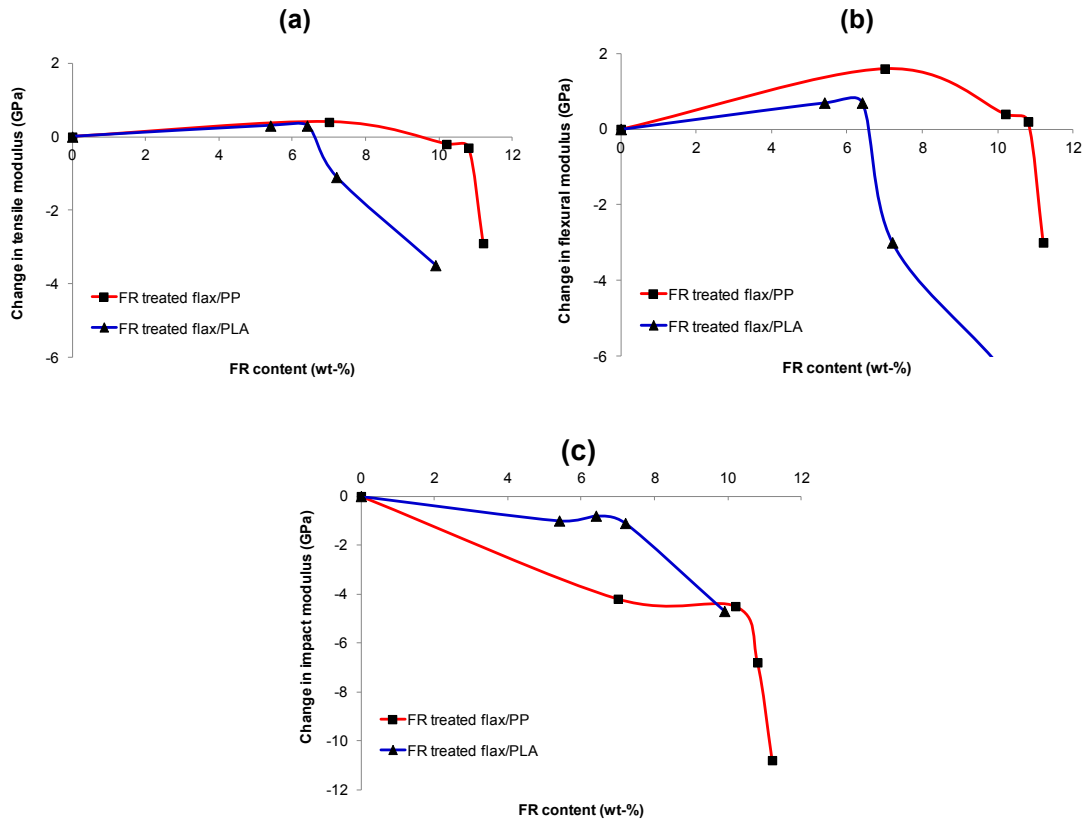 (a)
Change in tensile modulus (GPa)
2
0
-2
-4
-6
0 2 4 6 8 10 12
FR treated flax/PP
FR treated flax/PLA
FR content (wt-%)
(b)
Change in flexural modulus (GPa)
2
0
-2
-4
-6
0 2 4 6 8 10 12
FR treated flax/PP
FR treated flax/PLA
FR content (wt-%)
(c)
0 2 4 6 8 10 12
Change in impact modulus (GPa)
0
-2
-4
-6
-8
-10
-12
FR treated flax/PP
FR treated flax/PLA
FR content (wt-%)